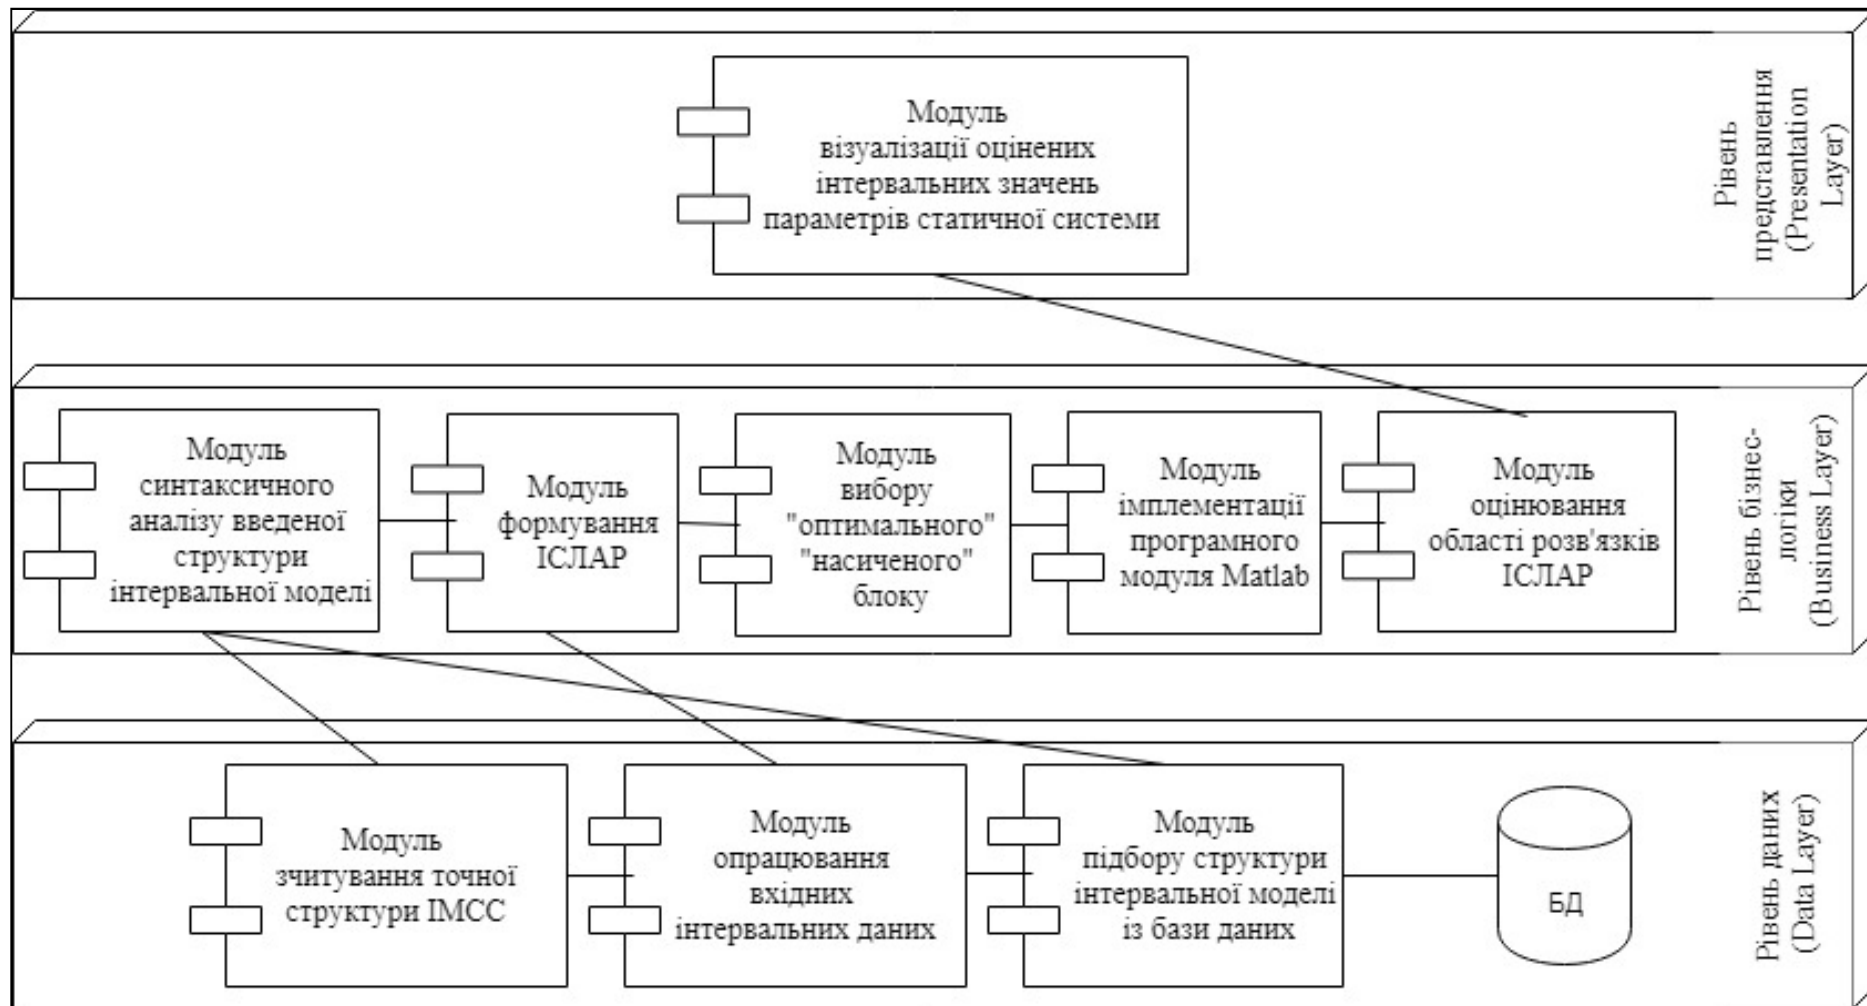 Модуль
візуалізації оцінених
інтервальних значень
параметрів статичної системи
Рівень
представлення
(Presentation
Layer)
Модуль
синтаксичного
аналізу введеної
структури
інтервальної моделі
Модуль
формування
ІСЛАР
Модуль
вибору
"оптимального"
"насиченого"
блоку
Модуль
імплементації
програмного
модуля Matlab
Модуль
оцінювання
області розв'язків
ІСЛАР
Рівень бізнес-
логіки
(Business Layer)
Модуль
зчитування точної
структури ІМСС
Модуль
опрацювання
вхідних
інтервальних даних
Модуль
підбору структури
інтервальної моделі
із бази даних
БД
Рівень даних
(Data Layer)